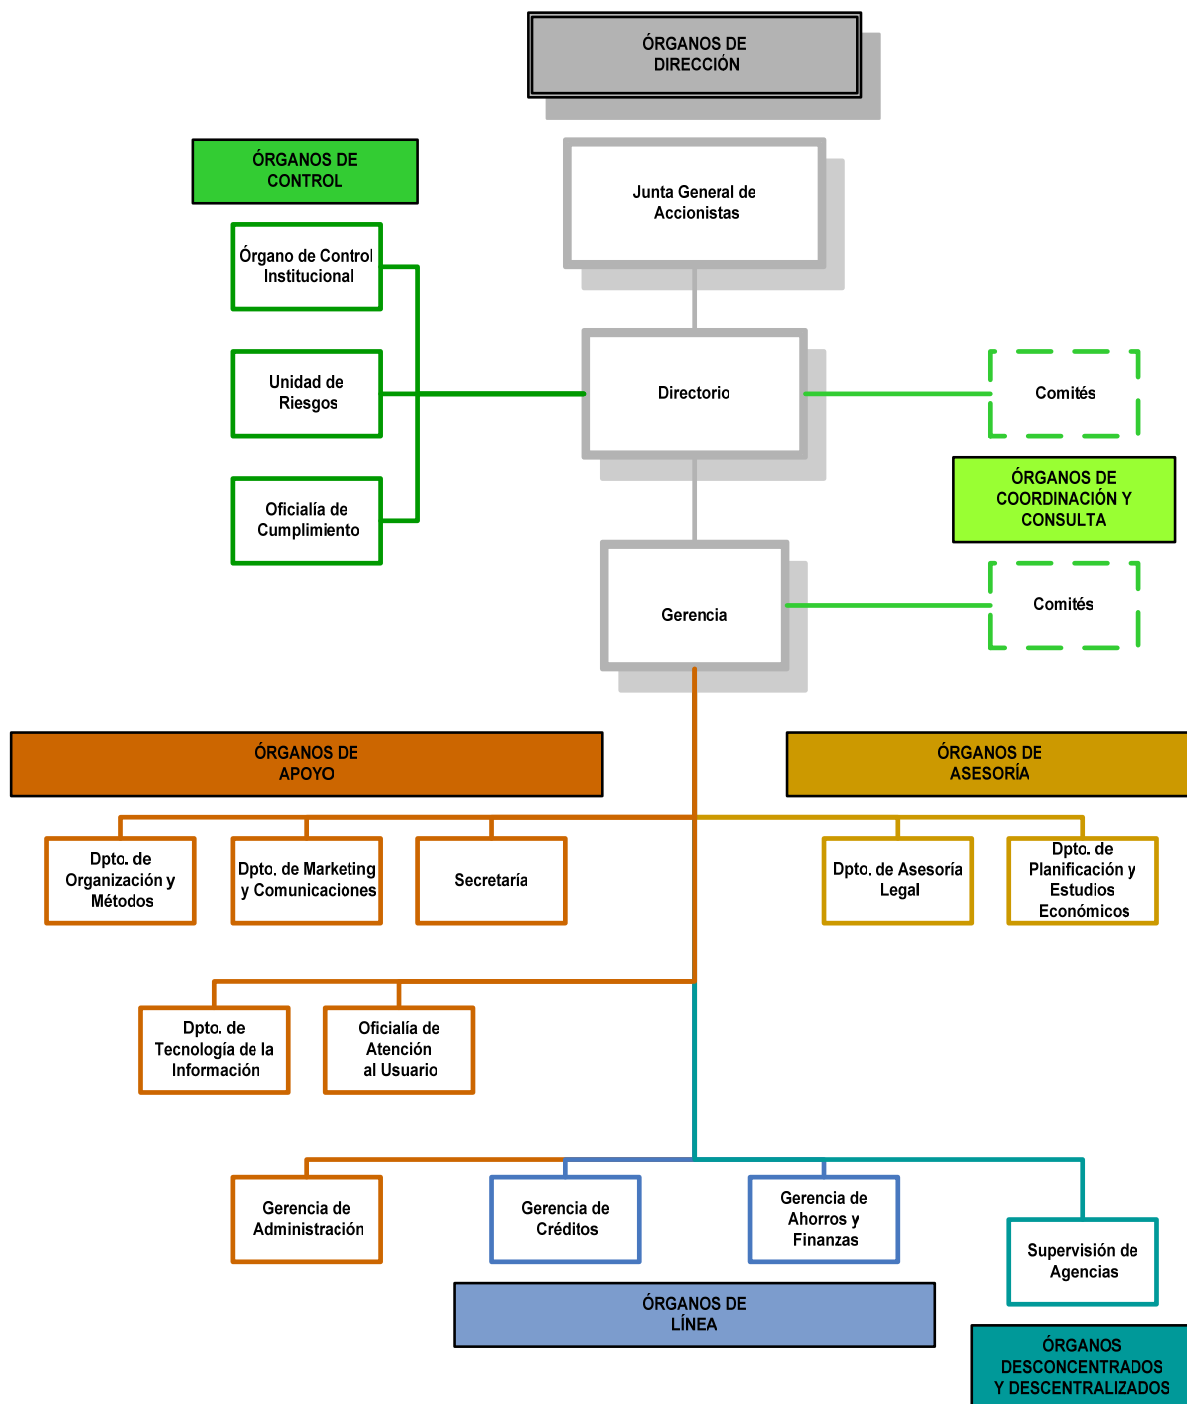 ÓRGANOS DE
DIRECCIÓN
ÓRGANOS DE
CONTROL
Junta General de
Accionistas
Órgano de Control
Institucional
Unidad de
Riesgos
Directorio
Comités
ÓRGANOS DE
COORDINACIÓN Y
CONSULTA
Oficialía de
Cumplimiento
Gerencia
Comités
ÓRGANOS DE
APOYO
ÓRGANOS DE
ASESORÍA
Dpto. de
Organización y
Métodos
Dpto. de Marketing
y Comunicaciones
Secretaría
Dpto. de Asesoría
Legal
Dpto. de
Planificación y
Estudios
Económicos
Dpto. de
Tecnología de la
Información
Oficialía de
Atención
al Usuario
Gerencia de
Administración
Gerencia de
Créditos
Gerencia de
Ahorros y
Finanzas
Supervisión de
Agencias
ÓRGANOS DE
LÍNEA
ÓRGANOS
DESCONCENTRADOS
Y DESCENTRALIZADOS